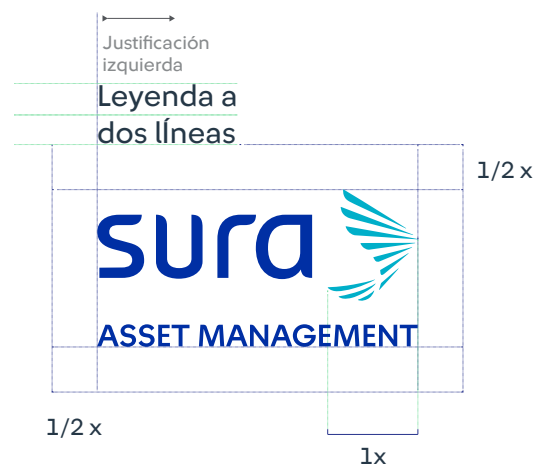 Justificación
izquierda
Leyenda a
dos lÍneas
1/2 x
sura
ASSET MANAGEMENT
1/2 x
1x